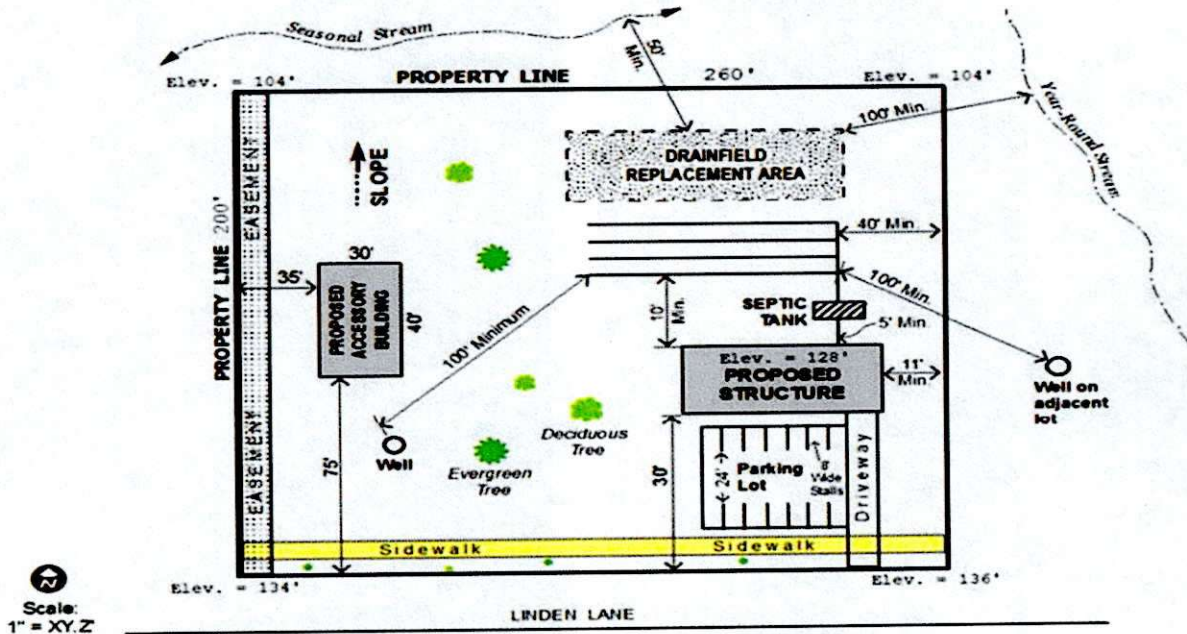 Seasonal Stream
50'
Min.
Elev. = 104'
PROPERTY LINE
260'
Elev. = 104'
Year-Round Stream
100' Min.
EASEMENT
SLOPE
DRAINFIELD
REPLACEMENT AREA
PROPERTY LINE 200'
30'
35'
PROPOSED
ACCESSORY
BUILDING
40'
100' Minimum
40' Min.
100' Min.
10'
Min.
SEPTIC
TANK
5' Min.
Elev. = 128'
PROPOSED
STRUCTURE
11'
Min.
Well on
adjacent
lot
EASEMENT
75'
Well
Deciduous
Tree
Evergreen
Tree
30'
24'
Parking
Lot
8'
Wide
Stalls
Driveway
Sidewalk
Sidewalk
Elev. = 134'
Elev. = 136'
N
Scale:
1" = XY.Z'
LINDEN LANE